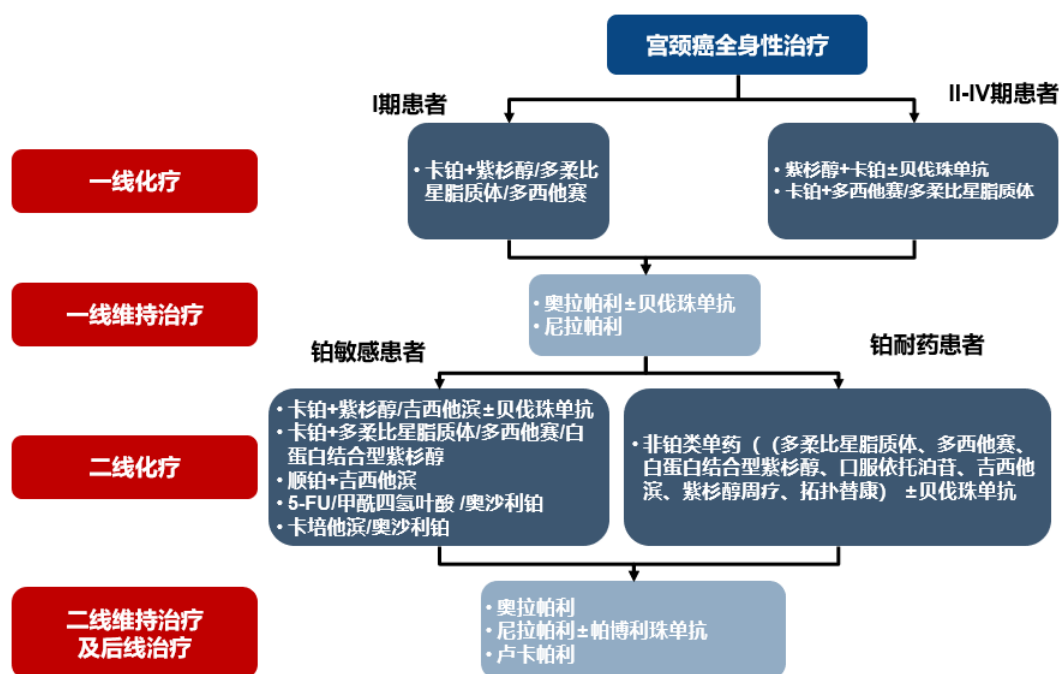 宫颈癌全身性治疗
I期患者
II-IV期患者
一线化疗
• 卡铂+紫杉醇/多柔比
星脂质体/多西他赛
• 紫杉醇+卡铂±贝伐珠单抗
• 卡铂+多西他赛/多柔比星脂质体
一线维持治疗
• 奥拉帕利±贝伐珠单抗
• 尼拉帕利
铂敏感患者
铂耐药患者
二线化疗
• 卡铂+紫杉醇/吉西他滨±贝伐珠单抗
• 卡铂+多柔比星脂质体/多西他赛/白
蛋白结合型紫杉醇
• 顺铂+吉西他滨
• 5-FU/甲酰四氢叶酸 /奥沙利铂
• 卡培他滨/奥沙利铂
• 非铂类单药（（多柔比星脂质体、多西他赛、
白蛋白结合型紫杉醇、口服依托泊苷、吉西他
滨、紫杉醇周疗、拓扑替康） ±贝伐珠单抗
二线维持治疗
及后线治疗
• 奥拉帕利
• 尼拉帕利±帕博利珠单抗
• 卢卡帕利